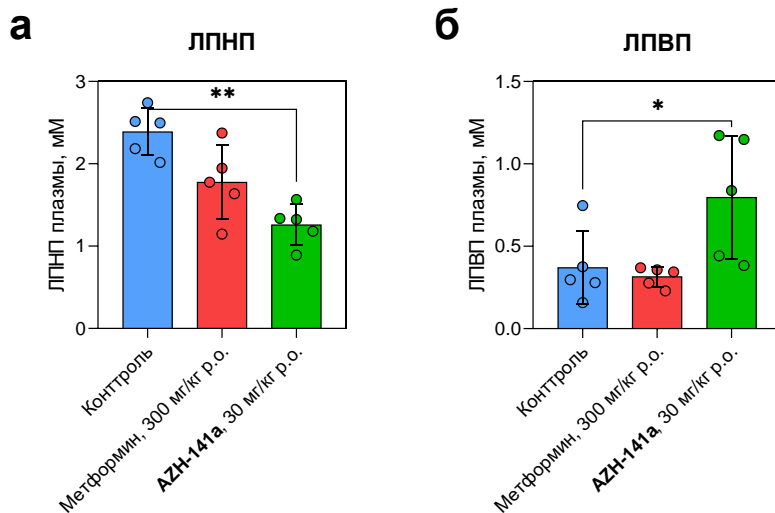 а
ЛПНП
ЛПНП плазмы, мМ
3
2
1
0
**
Конттроль
Метформин, 300 мг/кг p.o.
AZH-141a, 30 мг/кг p.o.
б
ЛПВП
ЛПВП плазмы, мМ
1.5
1.0
0.5
0.0
*
Конттроль
Метформин, 300 мг/кг p.o.
AZH-141a, 30 мг/кг p.o.